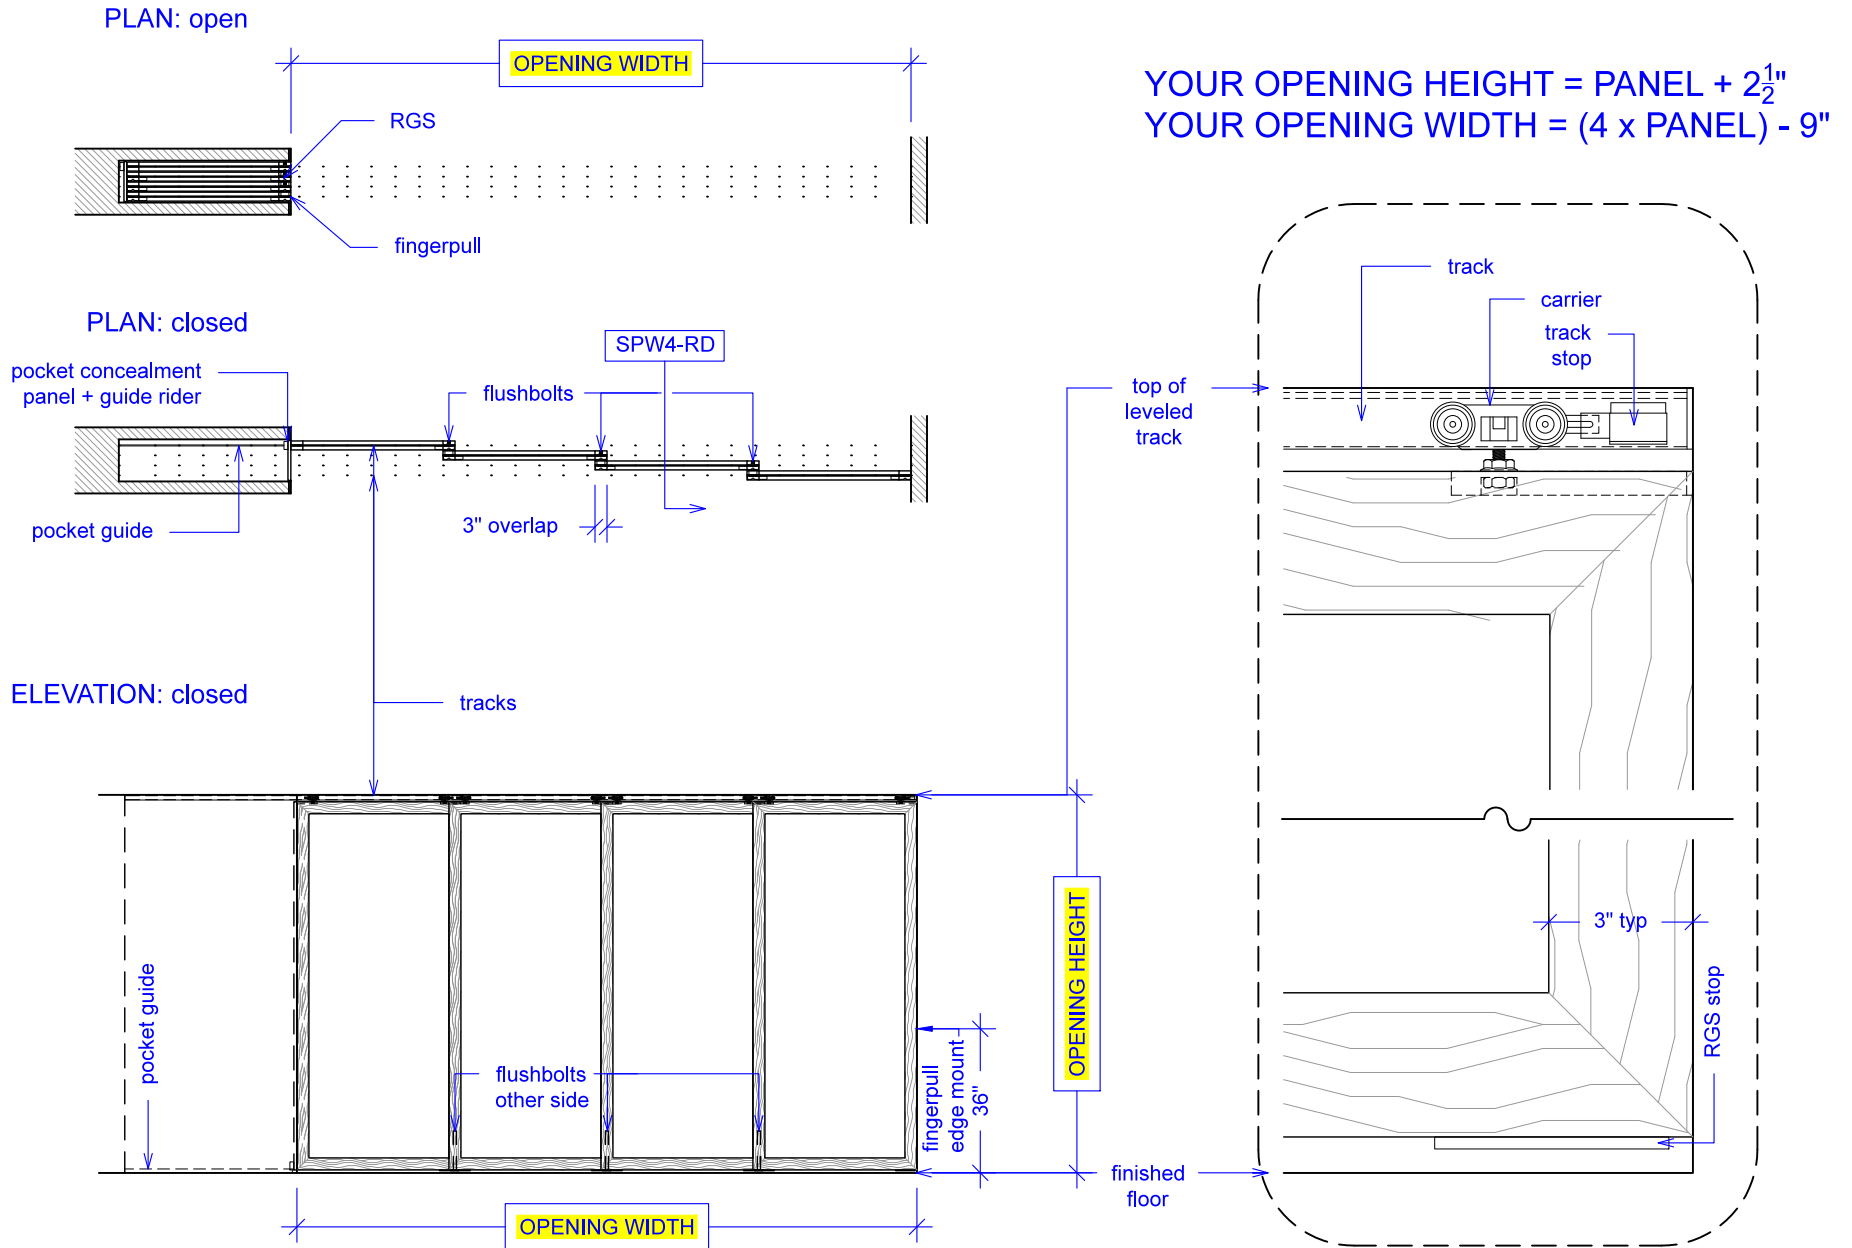 PLAN: open
OPENING WIDTH
YOUR OPENING HEIGHT = PANEL + 2½"
YOUR OPENING WIDTH = (4 x PANEL) - 9"
RGS
fingerpull
PLAN: closed
pocket concealment
panel + guide rider
SPW4-RD
flushbolts
3" overlap
pocket guide
ELEVATION: closed
tracks
track
carrier
track
stop
top of
leveled
track
pocket guide
flushbolts
other side
fingerpull
edge mount
36"
OPENING HEIGHT
3" typ
RGS stop
finished
floor
OPENING WIDTH